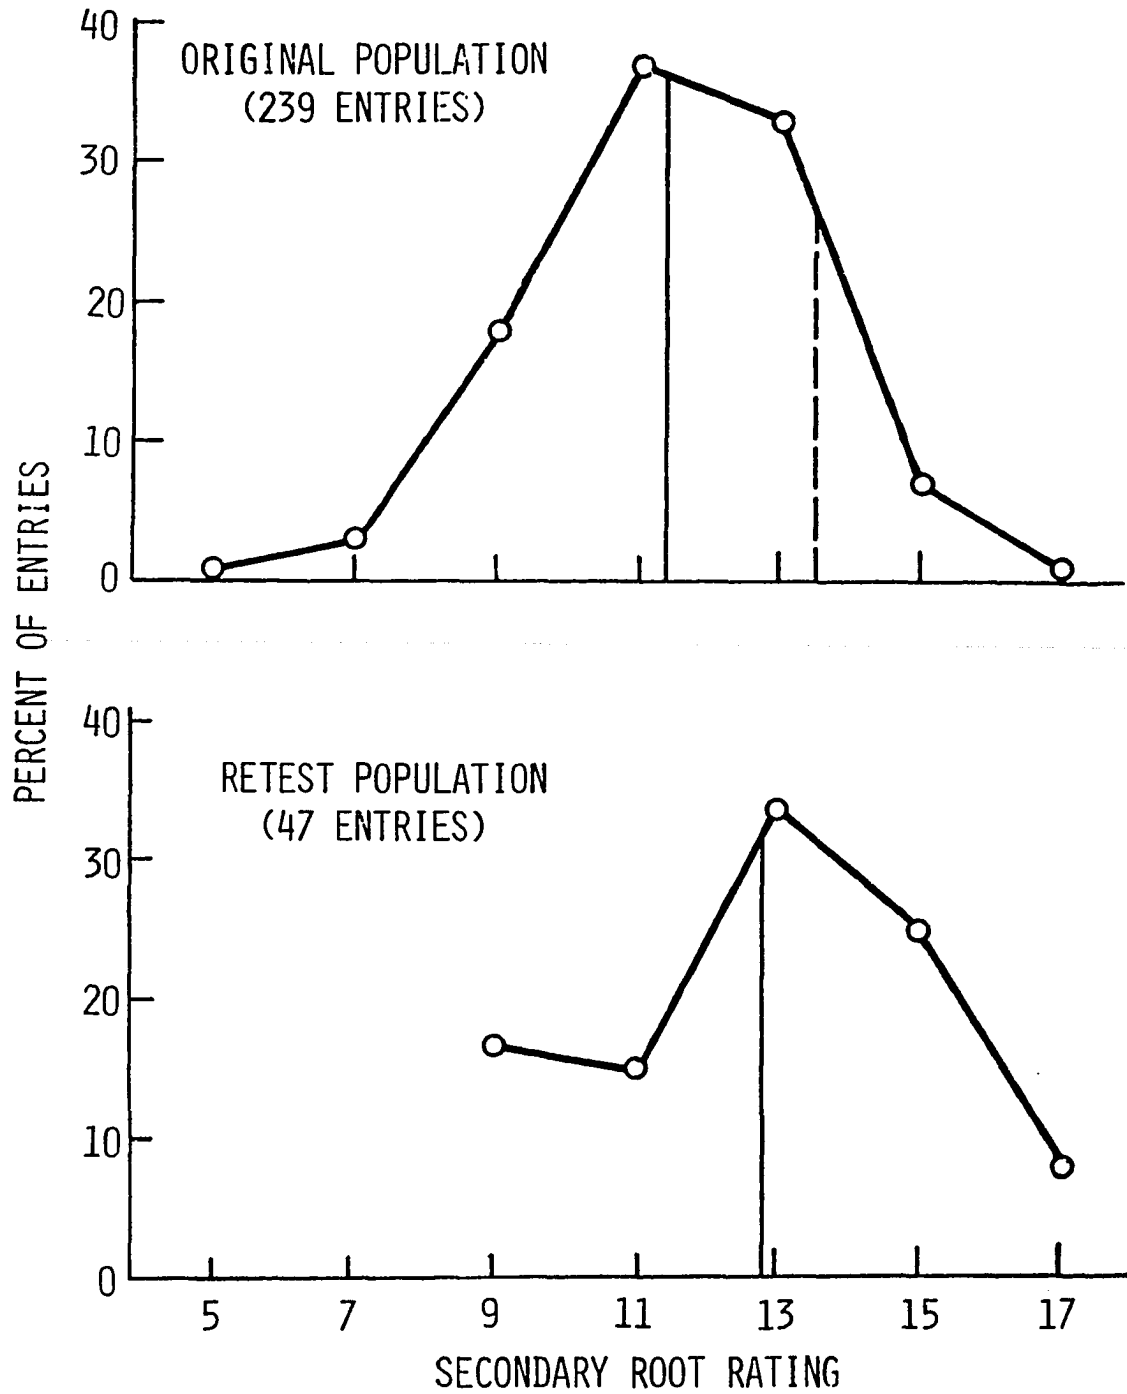 40
ORIGINAL POPULATION
(239 ENTRIES)
30
20
10
0
PERCENT OF ENTRIES
40
RETEST POPULATION
(47 ENTRIES)
30
20
10
0
5 7 9 11 13 15 17
SECONDARY ROOT RATING